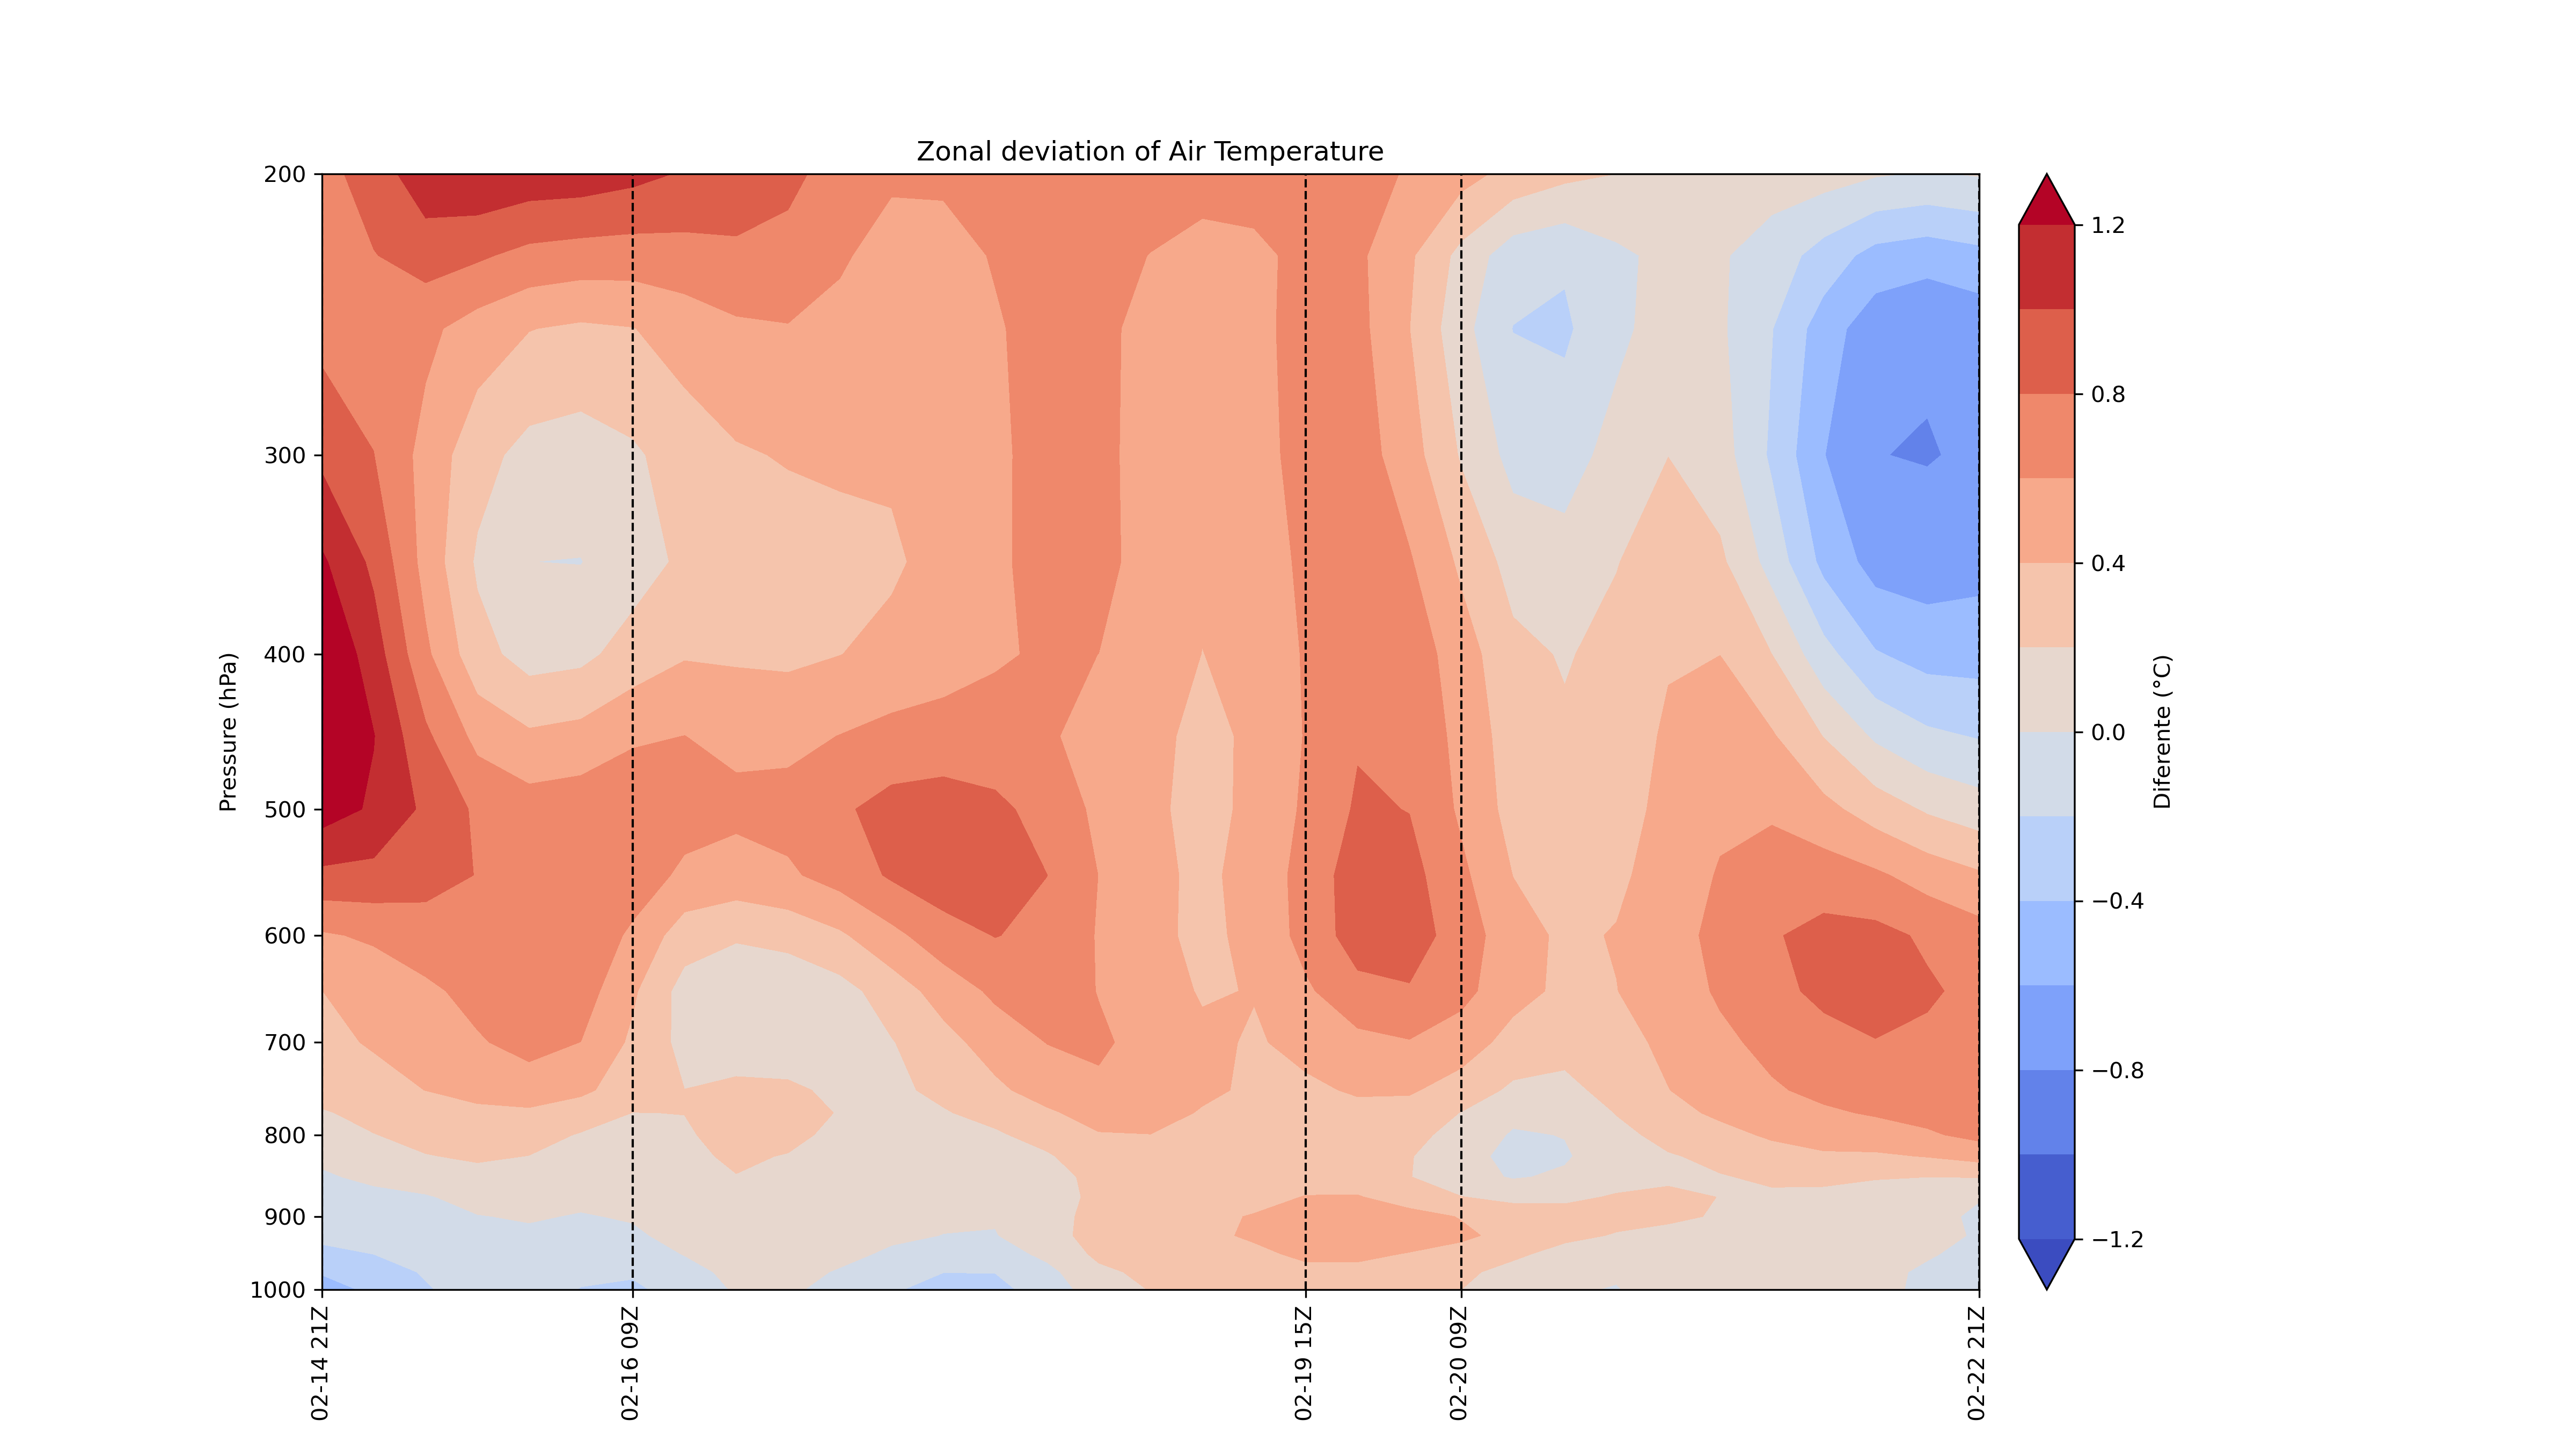 Zonal deviation of Air Temperature
200
300
400
500
600
700
800
900
1000
Pressure (hPa)
02-14 21Z
02-16 09Z
02-19 15Z
02-20 09Z
02-22 21Z
1.2
0.8
0.4
0.0
−0.4
−0.8
−1.2
Diferente (°C)